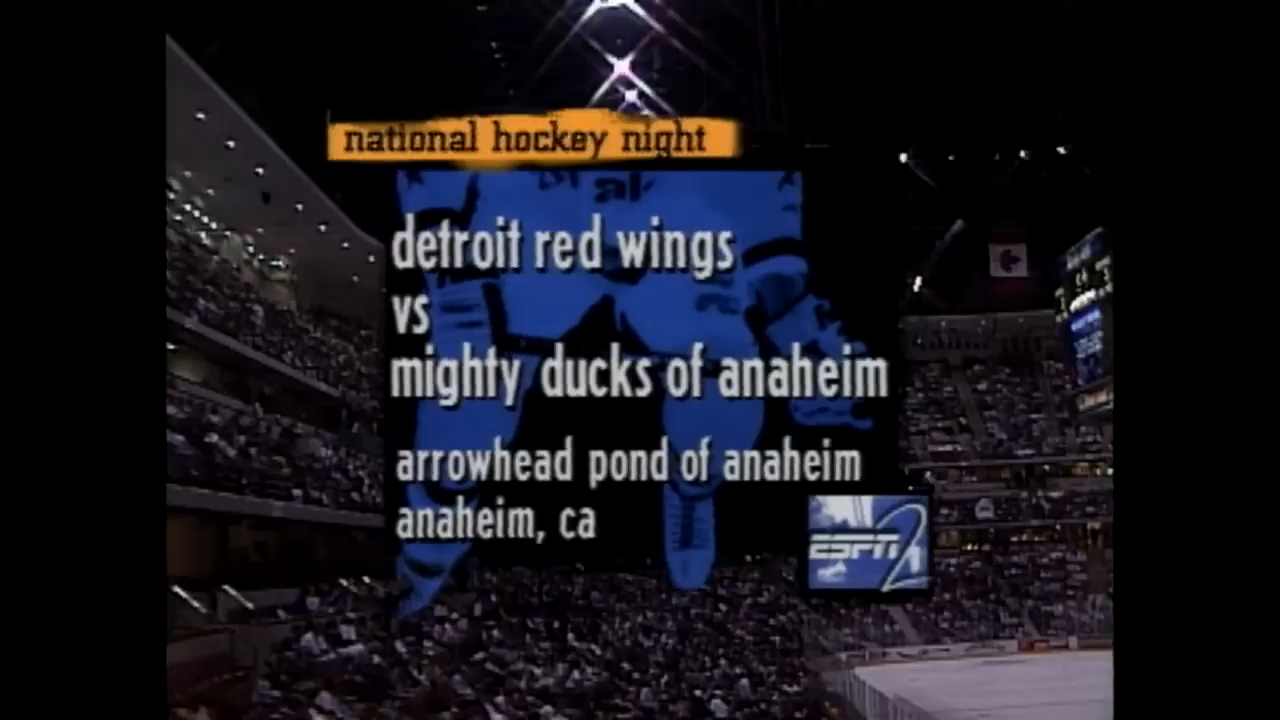 national hockey night
detroit red wings
vs
mighty ducks of anaheim
arrowhead pond of anaheim
anaheim, ca
ESPN2